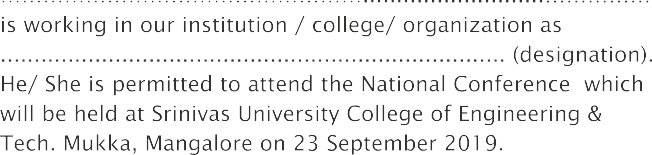 ................................................................................................
is working in our institution / college/ organization as
........................................................................... (designation).
He/ She is permitted to attend the National Conference  which
will be held at Srinivas University College of Engineering &
Tech. Mukka, Mangalore on 23 September 2019.